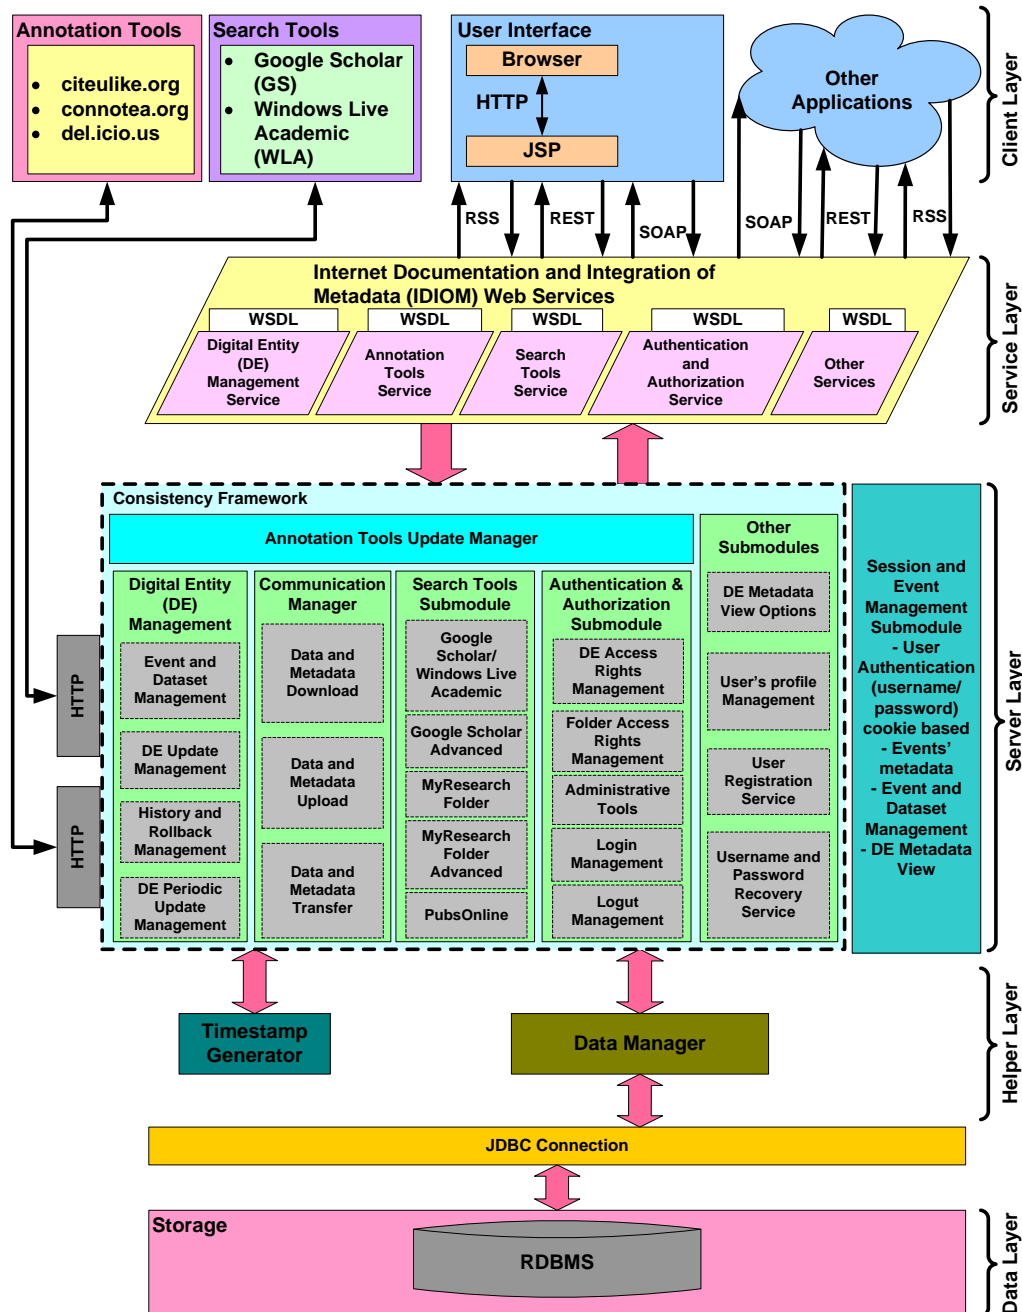 Annotation Tools
• citeulike.org
• connotea.org
• del.icio.us
Search Tools
• Google Scholar
(GS)
• Windows Live
Academic
(WLA)
User Interface
Browser
HTTP
JSP
Other
Applications
Client Layer
RSS
REST
SOAP
SOAP
REST
RSS
Internet Documentation and Integration of
Metadata (IDIOM) Web Services
WSDL
WSDL
WSDL
WSDL
WSDL
Digital Entity
(DE)
Management
Service
Annotation
Tools
Service
Search
Tools
Service
Authentication
and
Authorization
Service
Other
Services
Service Layer
Consistency Framework
Annotation Tools Update Manager
Digital Entity
(DE)
Management
Event and
Dataset
Management
DE Update
Management
History and
Rollback
Management
DE Periodic
Update
Management
Communication
Manager
Data and
Metadata
Download
Data and
Metadata
Upload
Data and
Metadata
Transfer
Search Tools
Submodule
Google
Scholar/
Windows Live
Academic
Google Scholar
Advanced
MyResearch
Folder
MyResearch
Folder
Advanced
PubsOnline
Authentication &
Authorization
Submodule
DE Access
Rights
Management
Folder Access
Rights
Management
Administrative
Tools
Login
Management
Logut
Management
Other
Submodules
DE Metadata
View Options
User's profile
Management
User
Registration
Service
Username and
Password
Recovery
Service
Session and
Event
Management
Submodule
- User
Authentication
(username/
password)
cookie based
- Events'
metadata
- Event and
Dataset
Management
- DE Metadata
View
HTTP
HTTP
Server Layer
Timestamp
Generator
Data Manager
Helper Layer
JDBC Connection
Storage
RDBMS
Data Layer